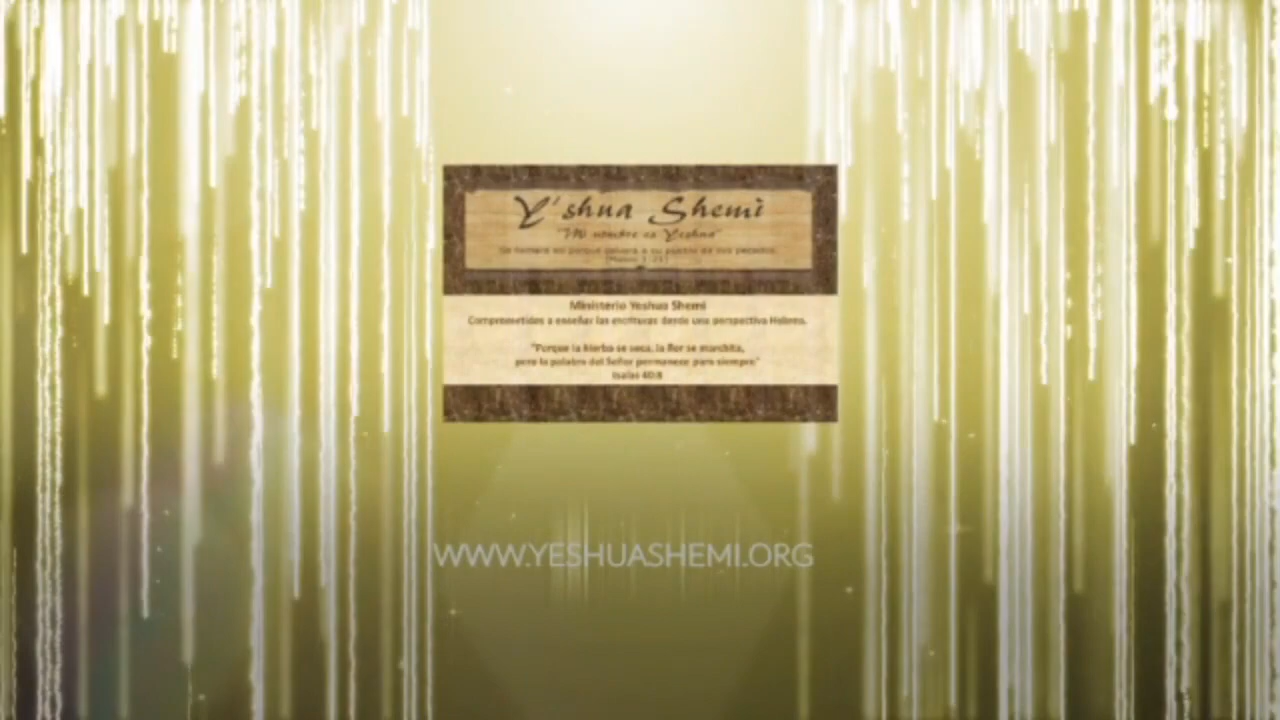 Y'shua Shemi
"Mi nombre es Yeshua"
Ministerio Yeshua Shemi
Comprometidos a enseñar las escrituras desde una perspectiva Hebrea.
"Porque la hierba se seca, la flor se marchita,
pero la palabra del Señor permanece para siempre"
Isaías 40:8
WWW.YESHUASHEMI.ORG